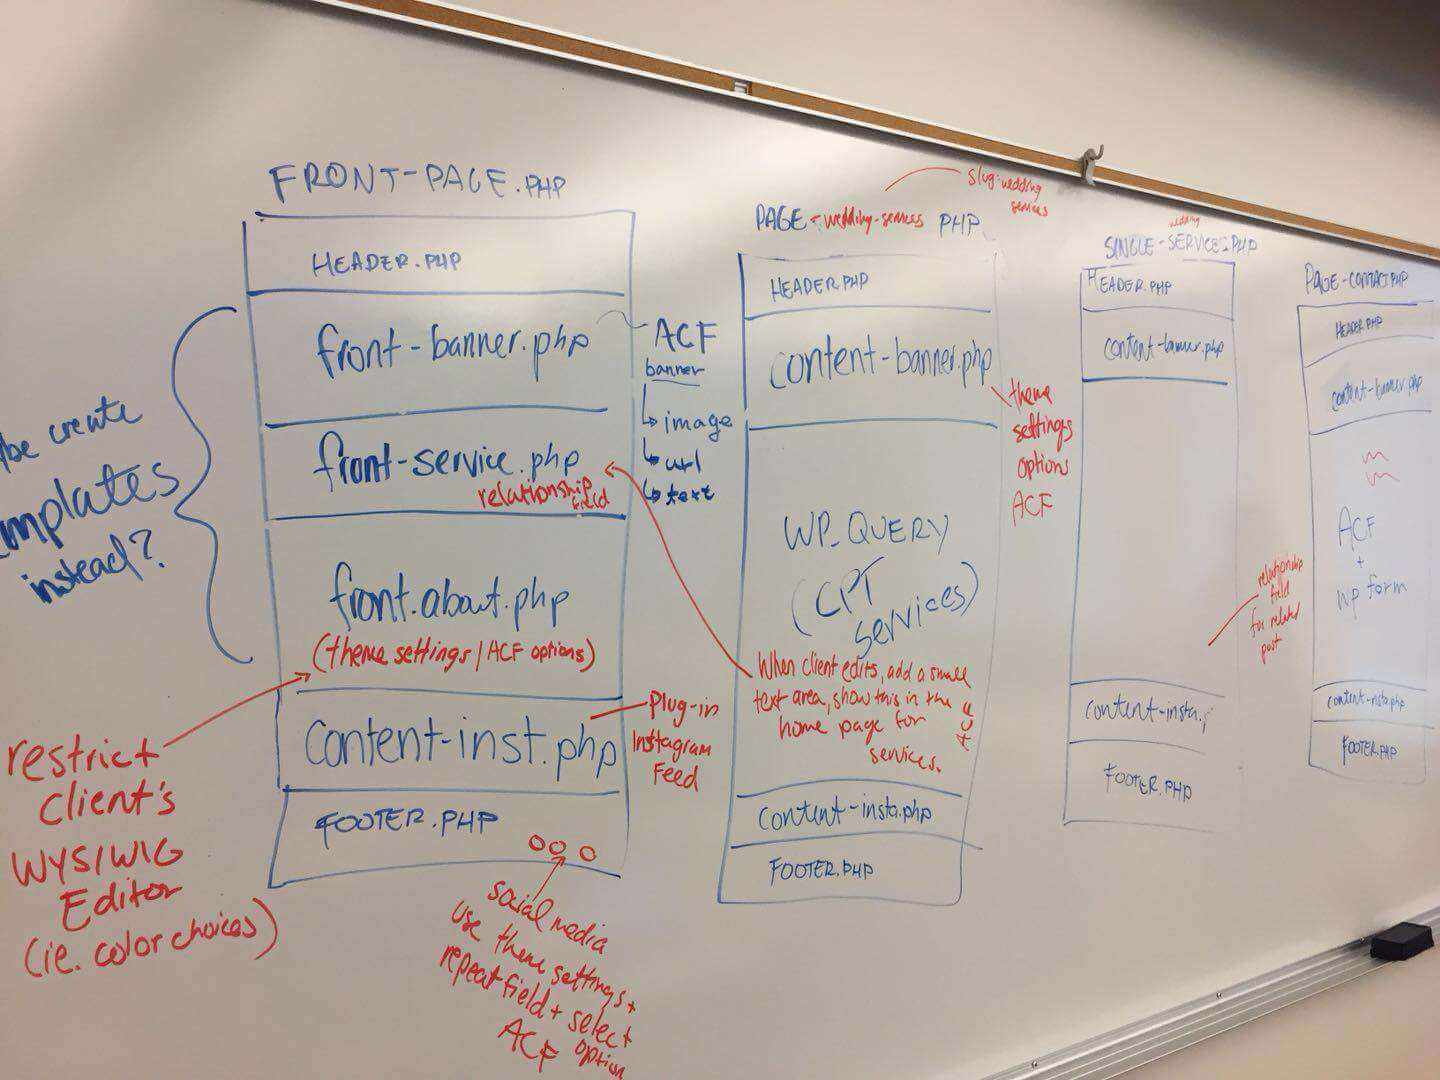 FRONT-PAGE.PHP
HEADER.PHP
front-banner.php
ACF
banner
image
url
text
front-service.php
relationship
field
front.about.php
(theme settings/ACF options)
content-inst.php
Plug-in
Instagram
Feed
FOOTER.PHP
social media
use theme settings +
repeat field + select
ACF option
be create
mplates
instead?
restrict
client's
WYSIWIG
Editor
(ie. color choices)
PAGE-wedding-services PHP
slug-wedding
services
HEADER.PHP
content-banner.php
theme
settings
options
ACF
WP_QUERY
(CPT
services)
When client edits, add a small
text area, show this in the
home page for
services.
content-insta.php
FOOTER.PHP
wedding
SINGLE-SERVICE.PHP
HEADER.PHP
content-banner.php
relationship
field
for related
post
content-insta.p
FOOTER.PHP
PAGE-CONTACT.PHP
HEADER.PHP
content-banner.php
ACF
+
wp form
content-insta.php
FOOTER.PHP